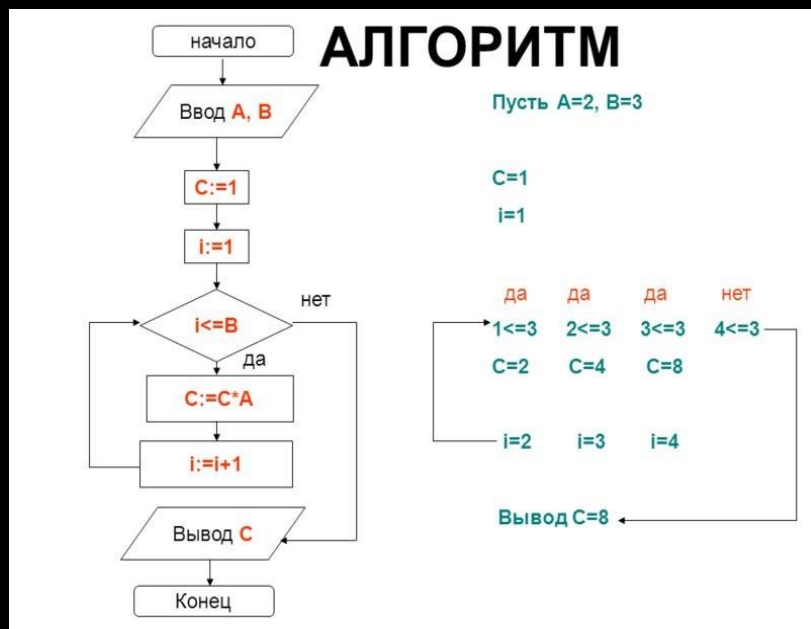 АЛГОРИТМ
начало
Ввод A, B
C:=1
i:=1
i<=B
нет
да
C:=C*A
i:=i+1
Вывод C
Конец
Пусть A=2, B=3
C=1
i=1
да да да нет
1<=3 2<=3 3<=3 4<=3
C=2 C=4 C=8
i=2 i=3 i=4
Вывод C=8